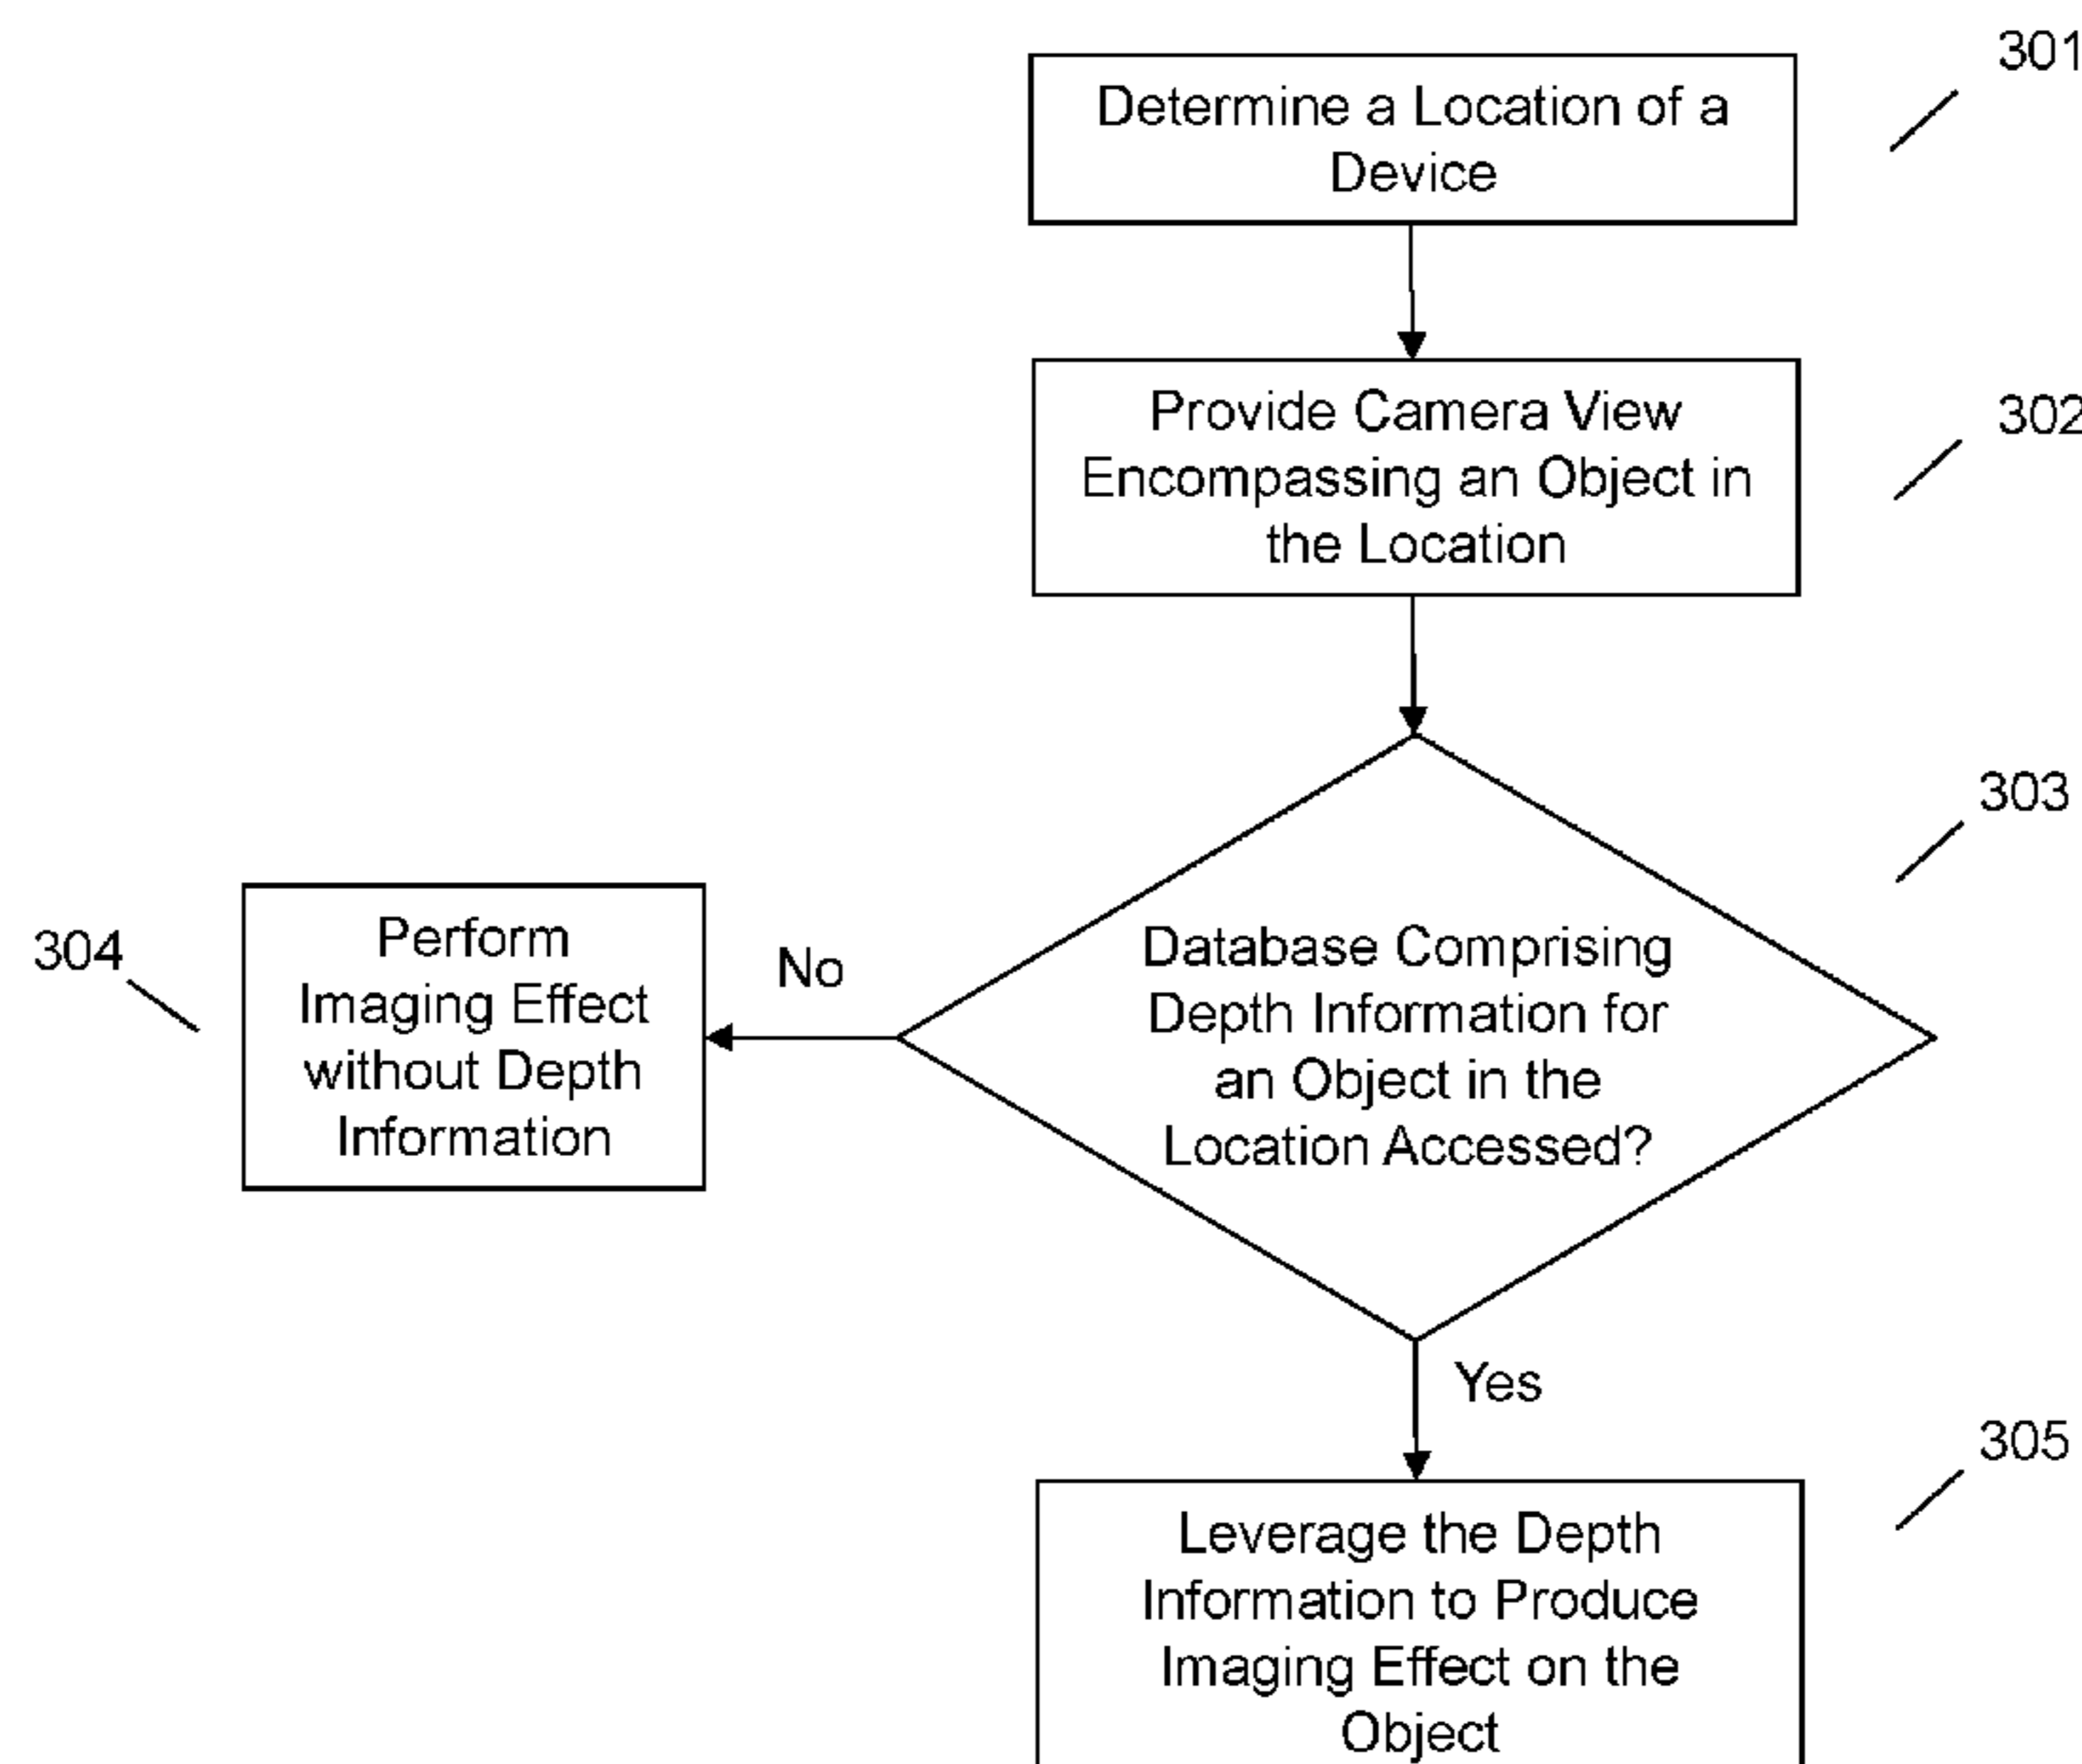 301
Determine a Location of a
Device
302
Provide Camera View
Encompassing an Object in
the Location
303
Database Comprising
Depth Information for
an Object in the
Location Accessed?
No
304
Perform
Imaging Effect
without Depth
Information
Yes
305
Leverage the Depth
Information to Produce
Imaging Effect on the
Object